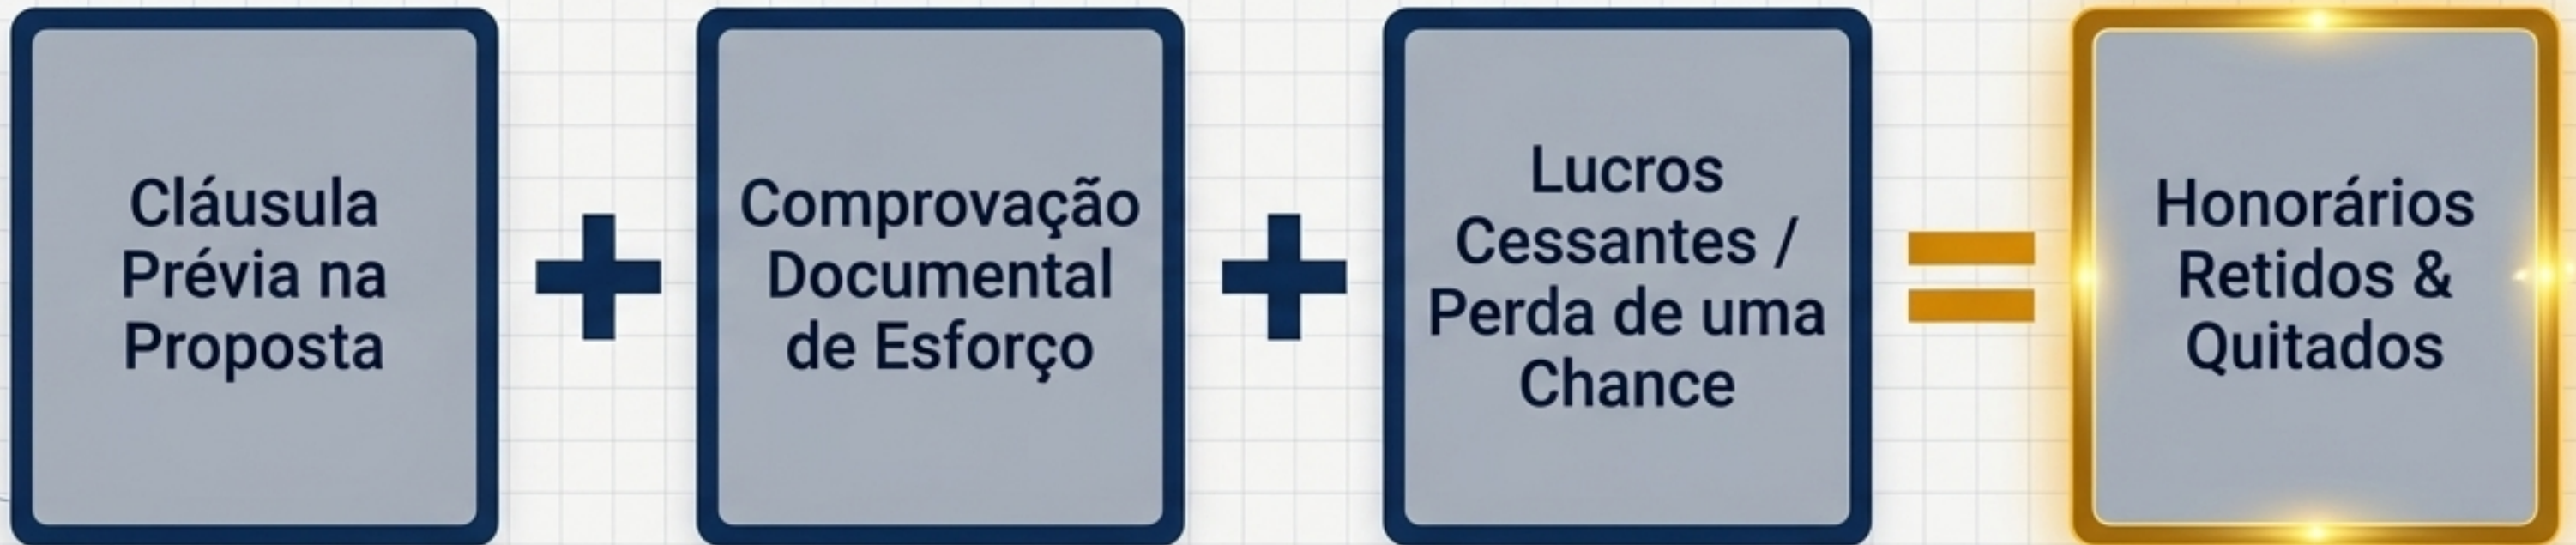 Cláusula
Prévia na
Proposta
+
Comprovação
Documental
de Esforço
+
Lucros
Cessantes /
Perda de uma
Chance
=
Honorários
Retidos &
Quitados